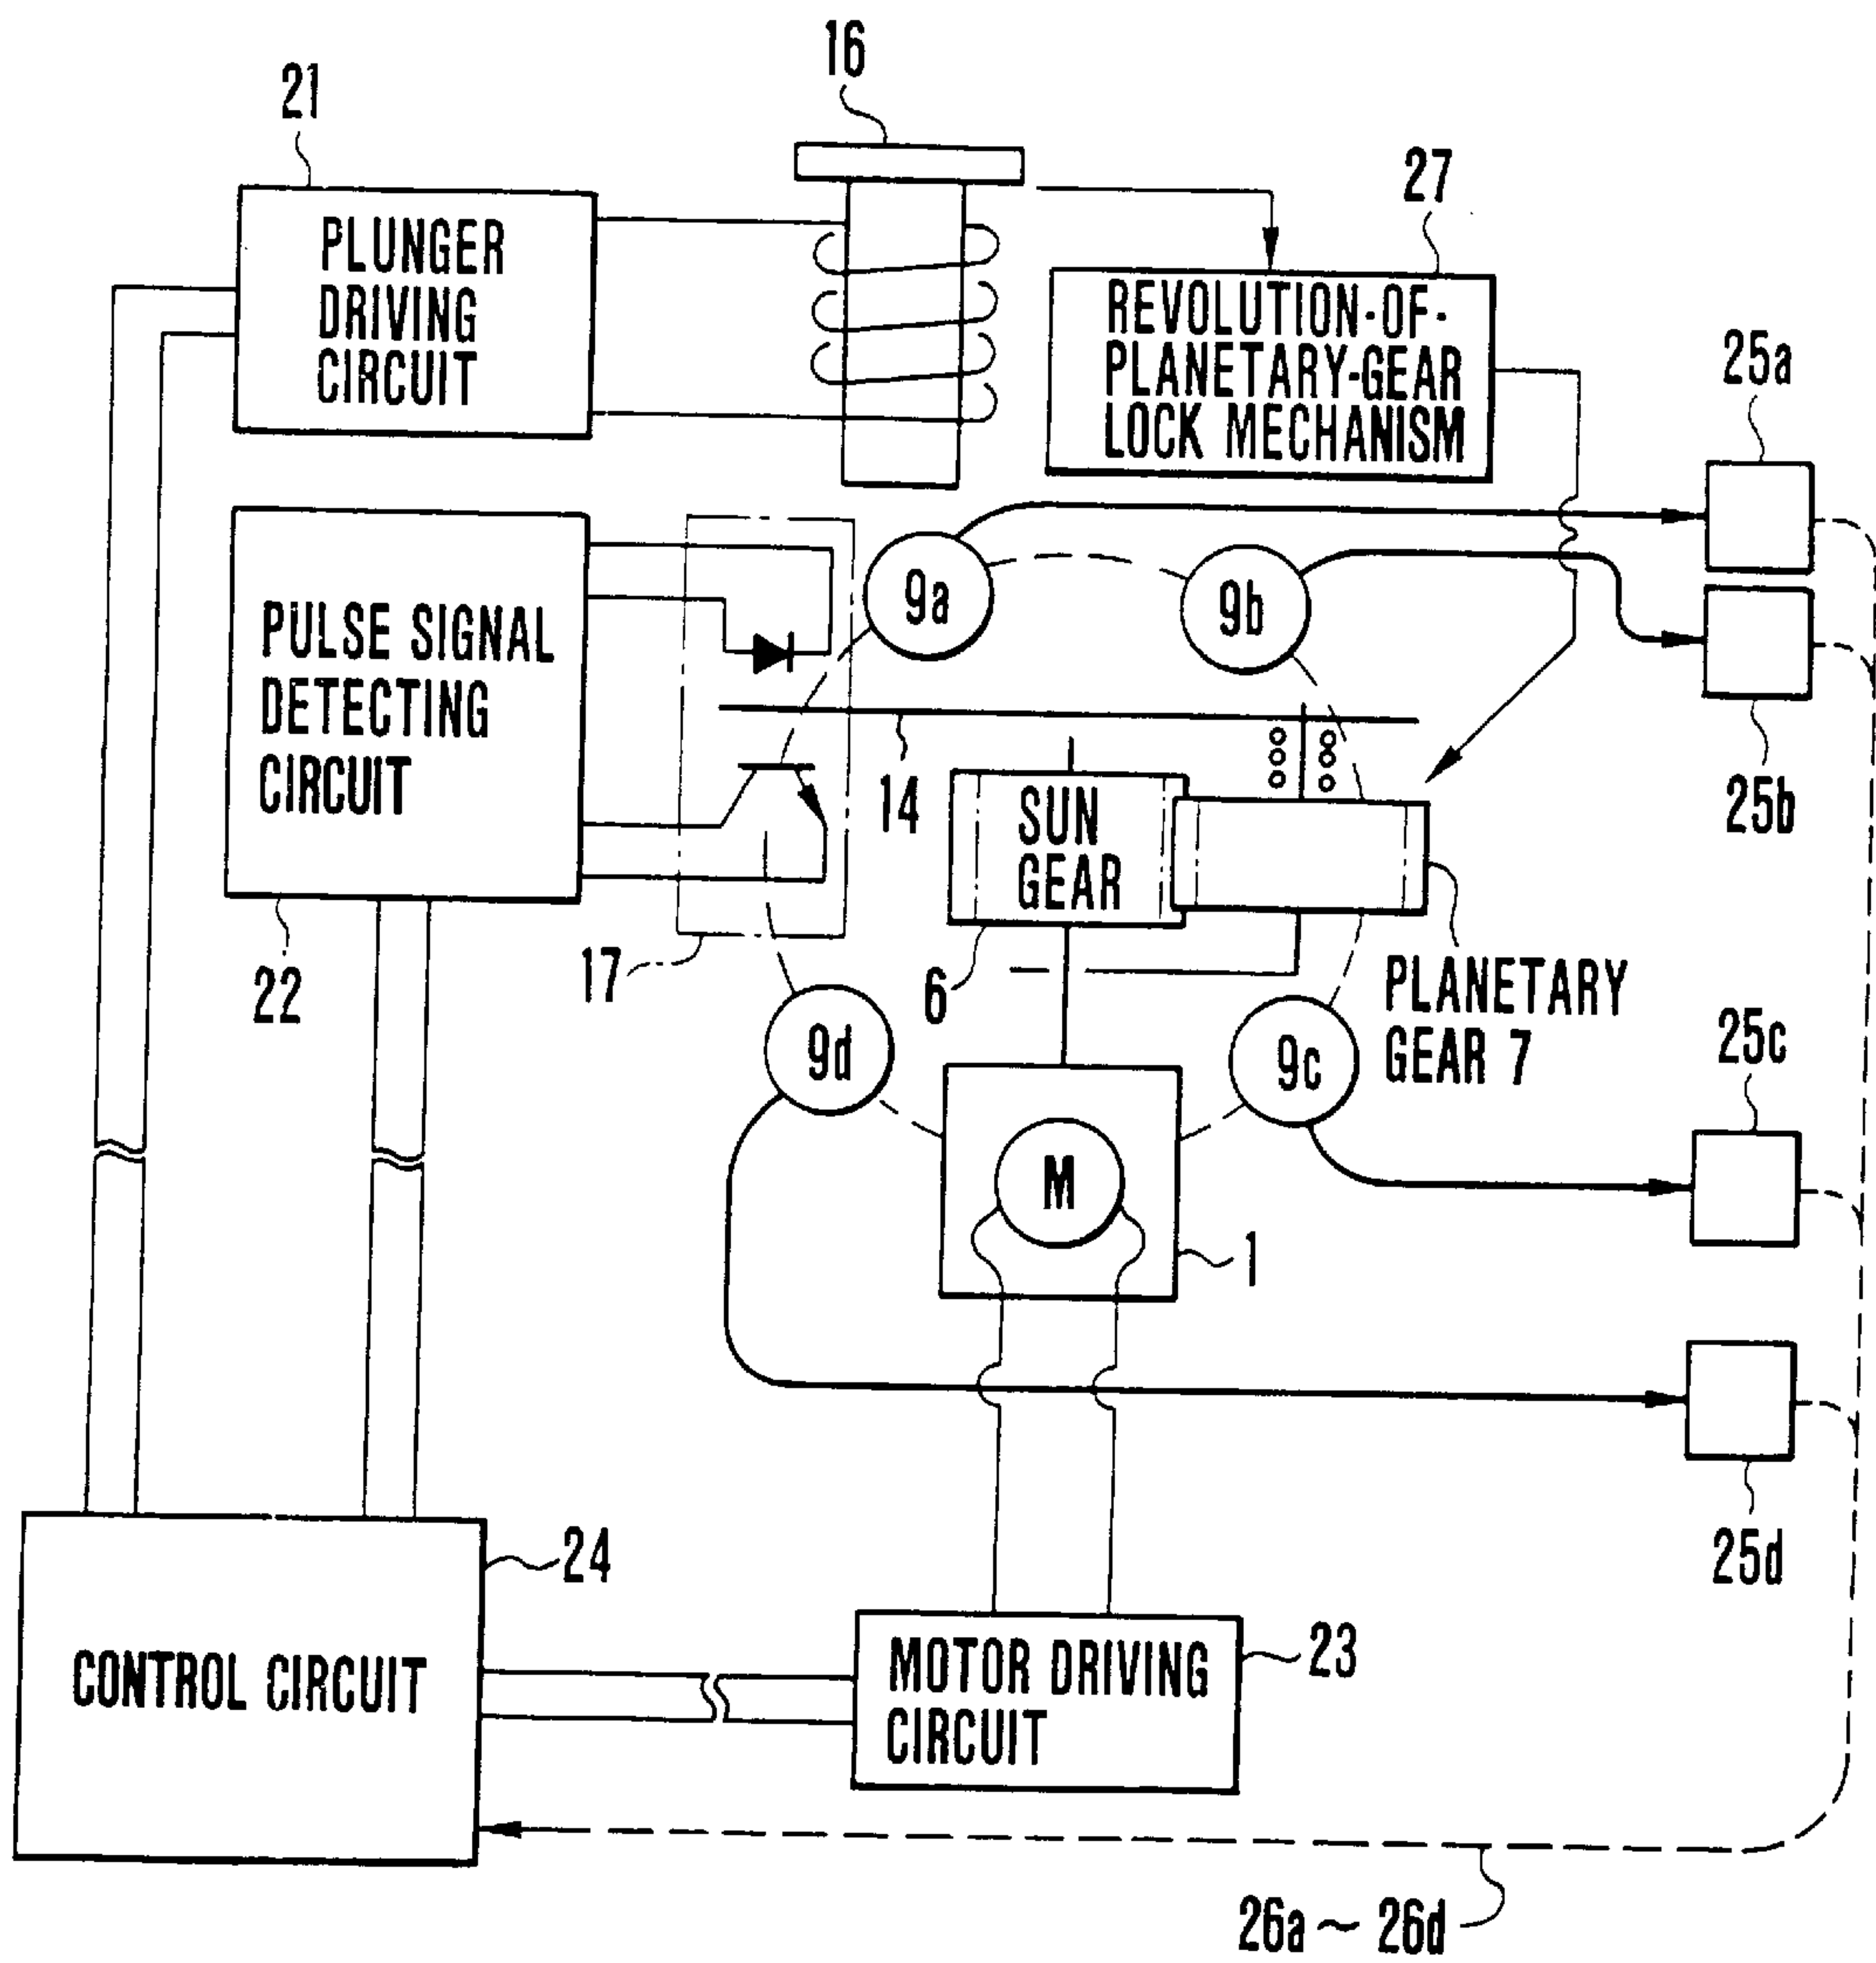 16
21
27
PLUNGER
DRIVING
CIRCUIT
REVOLUTION-OF-
PLANETARY-GEAR
LOCK MECHANISM
25a
9a
9b
PULSE SIGNAL
DETECTING
CIRCUIT
25b
14
SUN
GEAR
22
17
6
PLANETARY
GEAR 7
9d
9c
25c
M
1
25d
24
CONTROL CIRCUIT
MOTOR DRIVING
CIRCUIT
23
26a ~ 26d